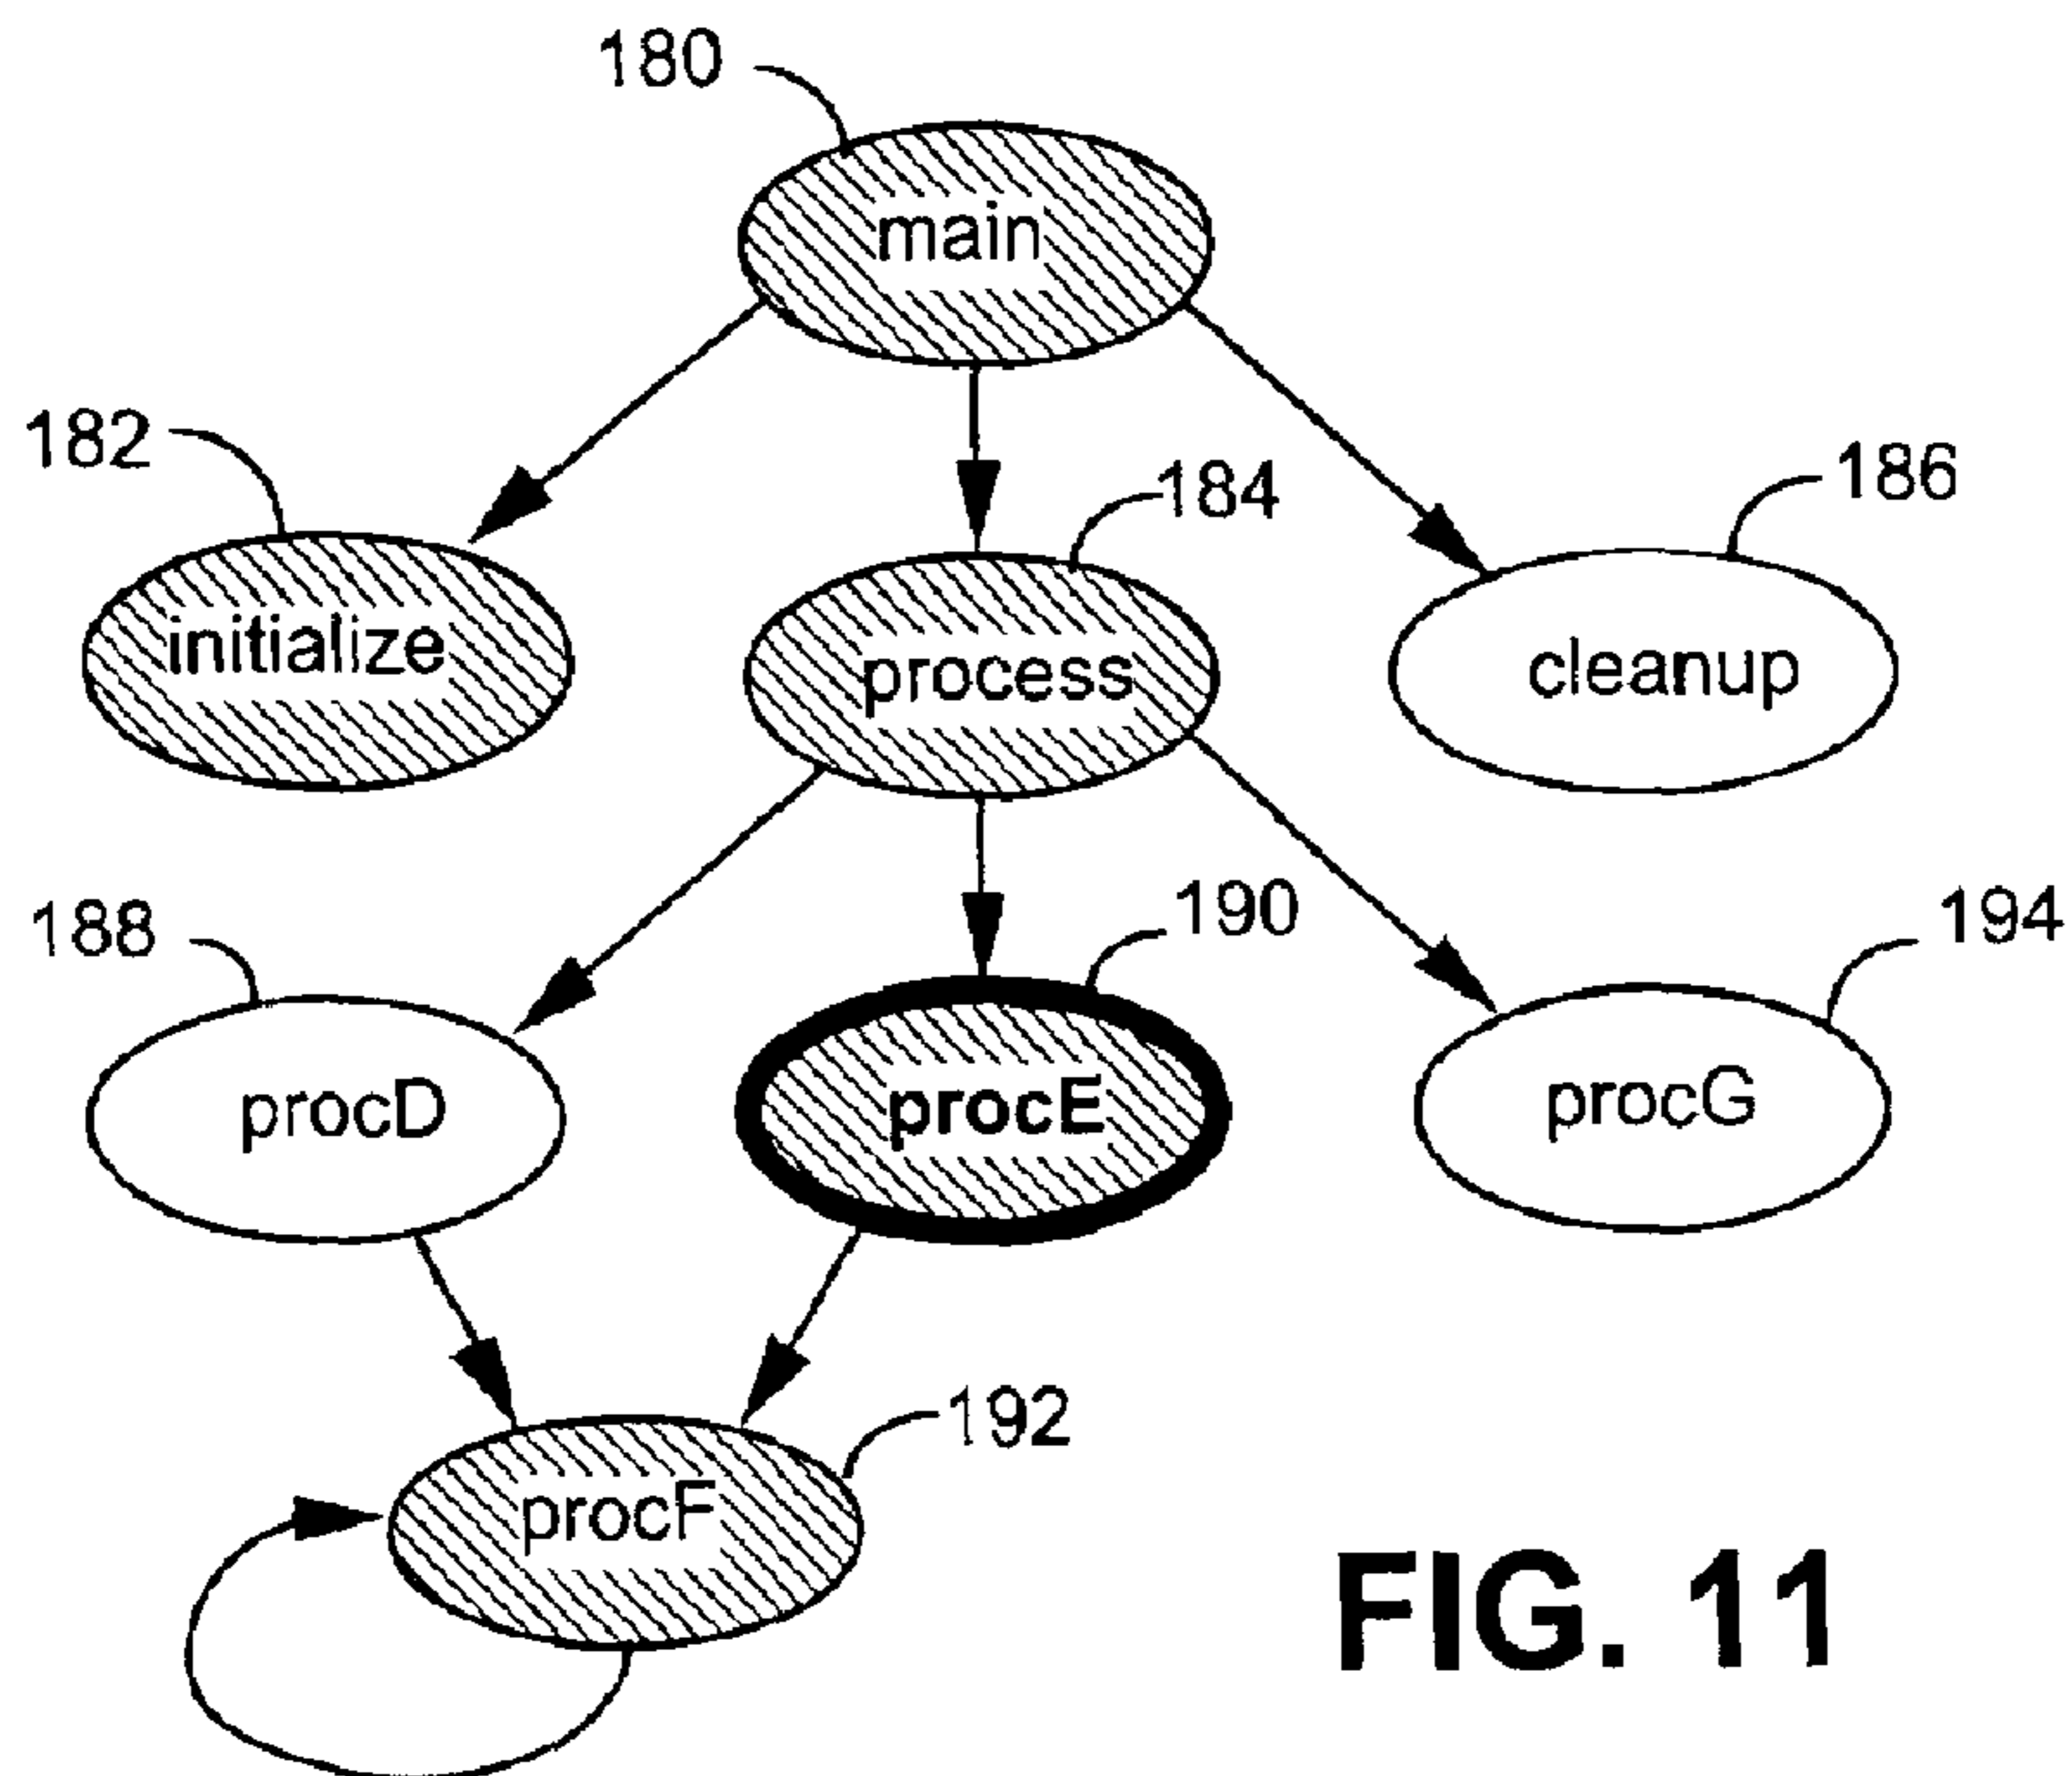 180
main
182
184
186
initialize
process
cleanup
188
190
194
procD
procE
procG
192
procF
FIG. 11